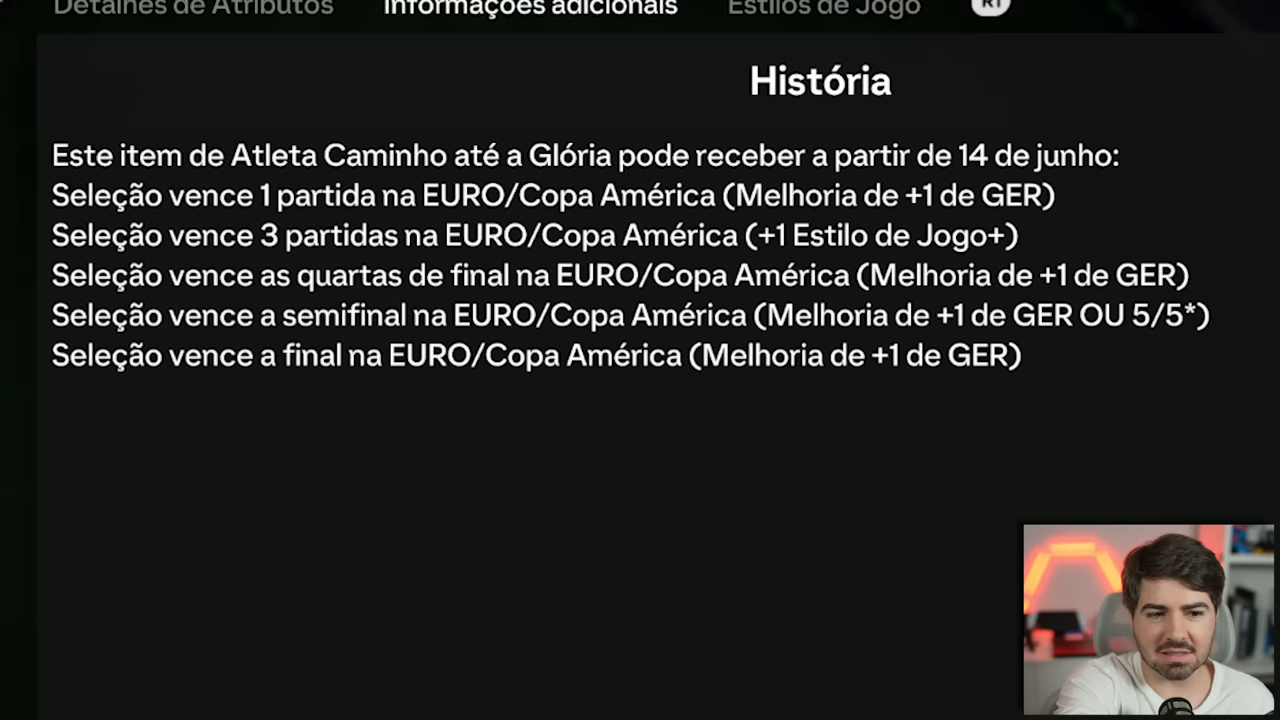 Detalhes de Atributos Informações adicionais Estilos de Jogo R1
História
Este item de Atleta Caminho até a Glória pode receber a partir de 14 de junho:
Seleção vence 1 partida na EURO/Copa América (Melhoria de +1 de GER)
Seleção vence 3 partidas na EURO/Copa América (+1 Estilo de Jogo+)
Seleção vence as quartas de final na EURO/Copa América (Melhoria de +1 de GER)
Seleção vence a semifinal na EURO/Copa América (Melhoria de +1 de GER OU 5/5*)
Seleção vence a final na EURO/Copa América (Melhoria de +1 de GER)